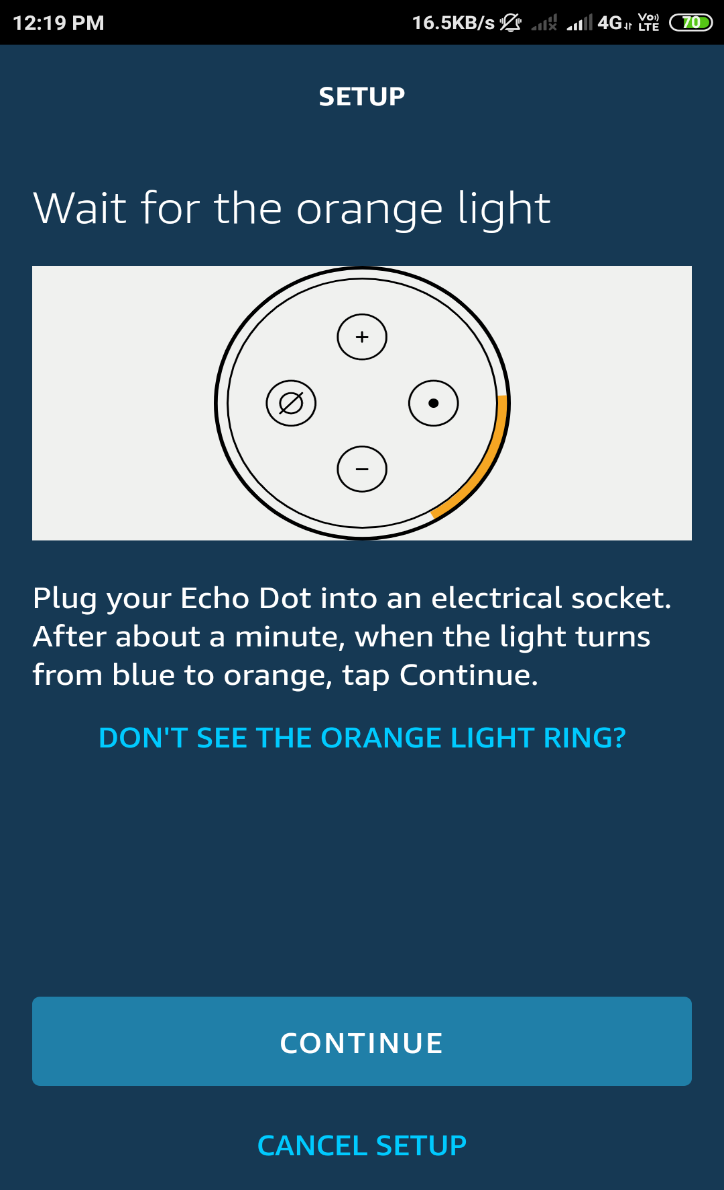 12:19 PM 16.5KB/s 4G VoLTE 70
SETUP
Wait for the orange light
+
−
Plug your Echo Dot into an electrical socket.
After about a minute, when the light turns
from blue to orange, tap Continue.
DON'T SEE THE ORANGE LIGHT RING?
CONTINUE
CANCEL SETUP